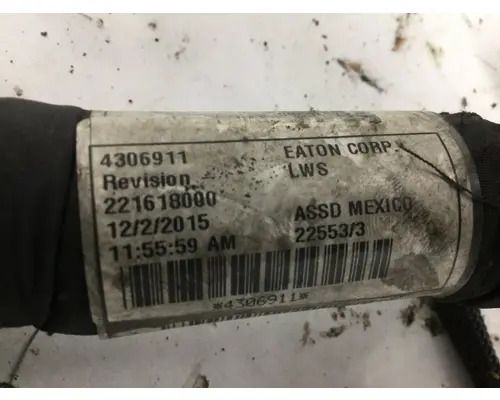 4306911 EATON CORP.
Revision LWS
221618000
12/2/2015 ASSD MEXICO
11:55:59 AM 22553/3
*4306911*